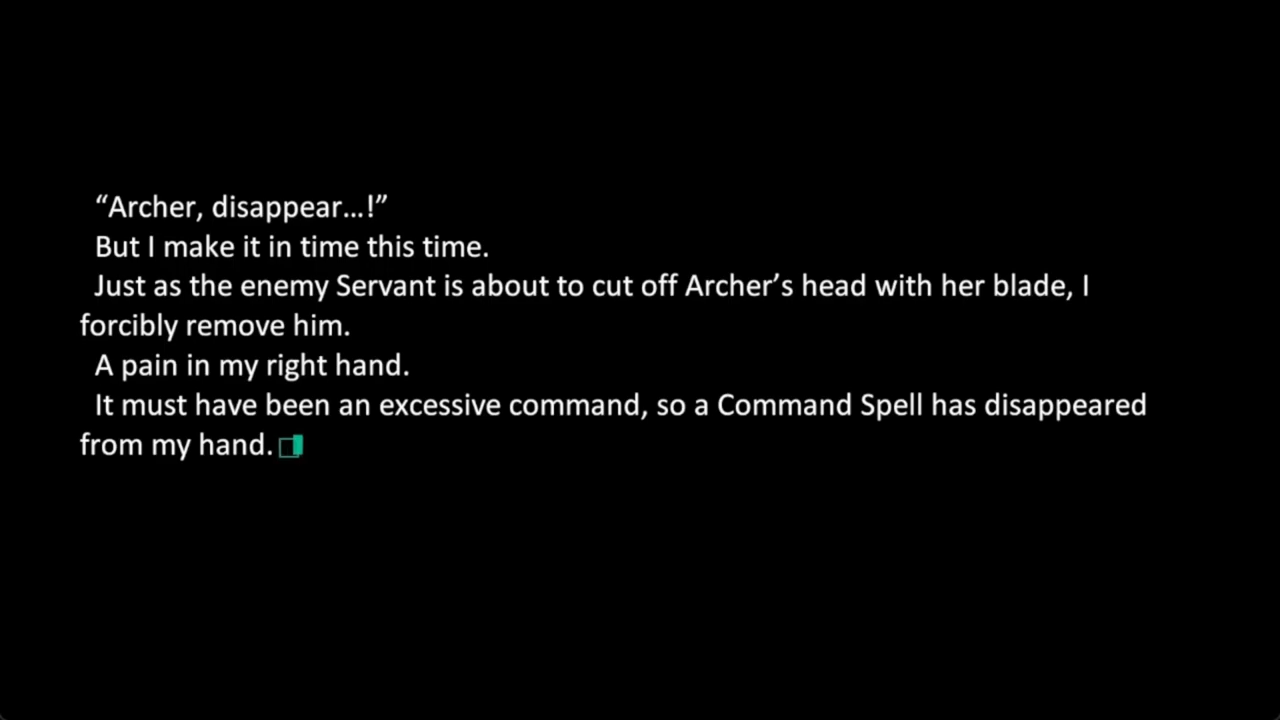 “Archer, disappear…!”
But I make it in time this time.
Just as the enemy Servant is about to cut off Archer’s head with her blade, I
forcibly remove him.
A pain in my right hand.
It must have been an excessive command, so a Command Spell has disappeared
from my hand.